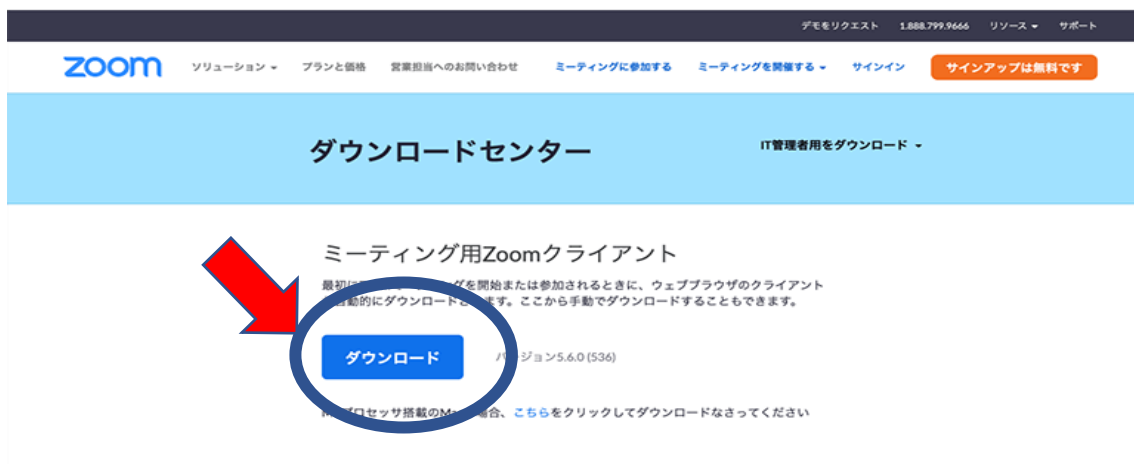 デモをリクエスト 1.888.799.9666 リソース サポート
zoom ソリューション プランと価格 営業担当へのお問い合わせ ミーティングに参加する ミーティングを開催する サインイン サインアップは無料です
ダウンロードセンター
IT管理者用をダウンロード
ミーティング用Zoomクライアント
最初に を開始または参加されるときに、ウェブブラウザのクライアント
自動的にダウンロードされます。ここから手動でダウンロードすることもできます。
ダウンロード
バージョン5.6.0 (536)
プロセッサ搭載のM 場合、こちらをクリックしてダウンロードなさってください